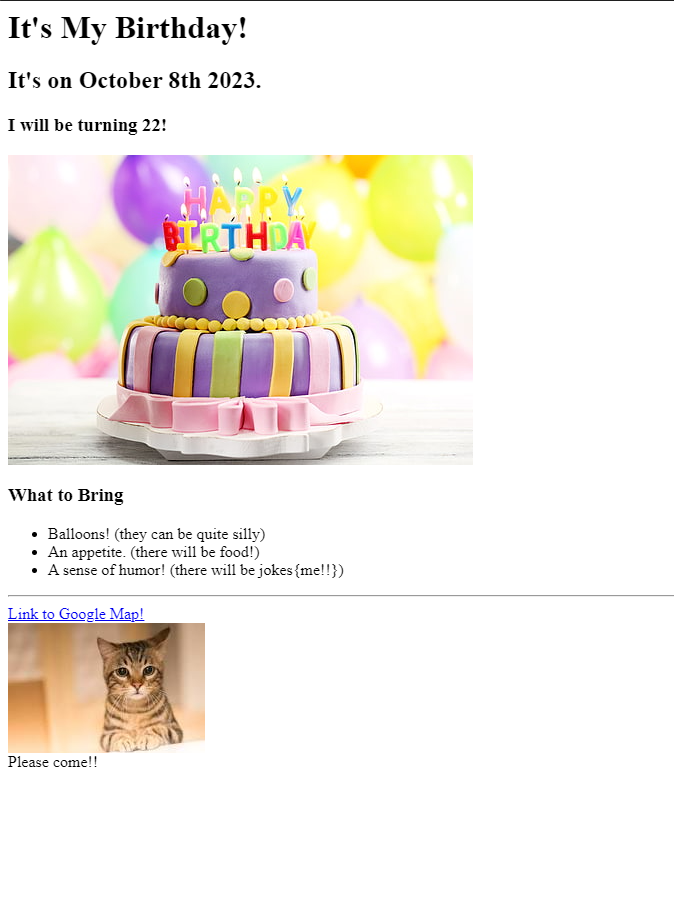 It's My Birthday!
It's on October 8th 2023.
I will be turning 22!
HAPPY
BIRTHDAY
What to Bring
Balloons! (they can be quite silly)
An appetite. (there will be food!)
A sense of humor! (there will be jokes{me!!})
Link to Google Map!
Please come!!